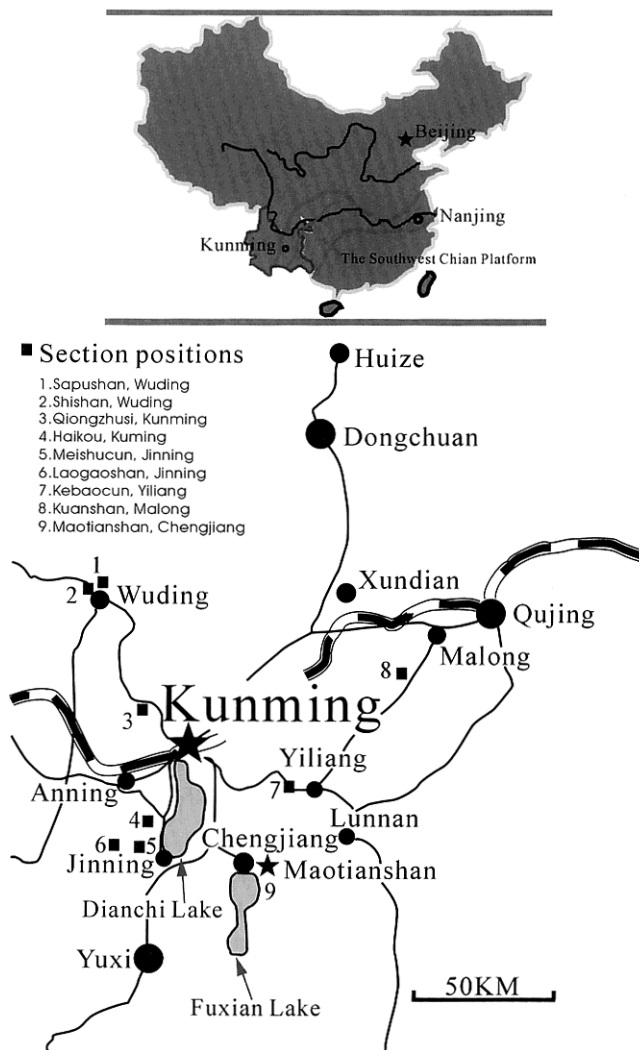 Beijing
Nanjing
Kunming
The Southwest Chian Platform
Section positions
1.Sapushan, Wuding
2.Shishan, Wuding
3.Qiongzhusi, Kunming
4.Haikou, Kuming
5.Meishucun, Jinning
6.Laogaoshan, Jinning
7.Kebaocun, Yiliang
8.Kuanshan, Malong
9.Maotianshan, Chengjiang
Huize
Dongchuan
1
2
Wuding
Xundian
Qujing
Malong
8
3
Kunming
Yiliang
7
Anning
Lunnan
4
Chengjiang
6
5
Jinning
Maotianshan
9
Dianchi Lake
Yuxi
50KM
Fuxian Lake